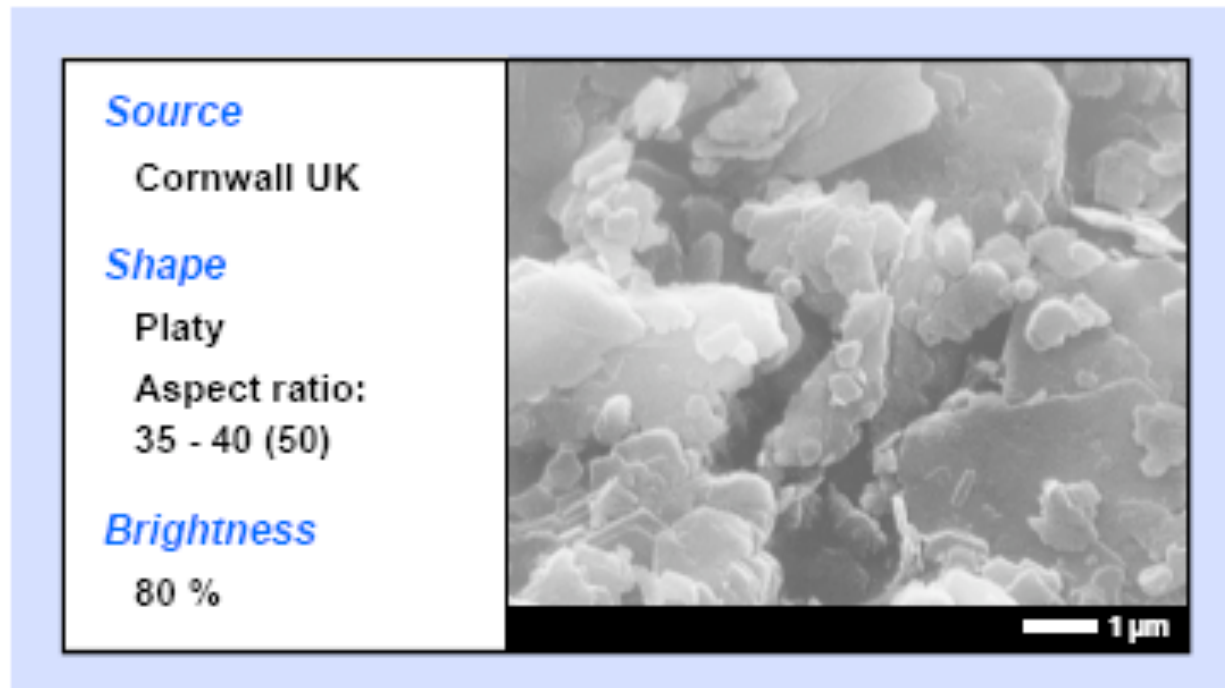 Source
Cornwall UK
Shape
Platy
Aspect ratio:
35 - 40 (50)
Brightness
80 %
1 µm